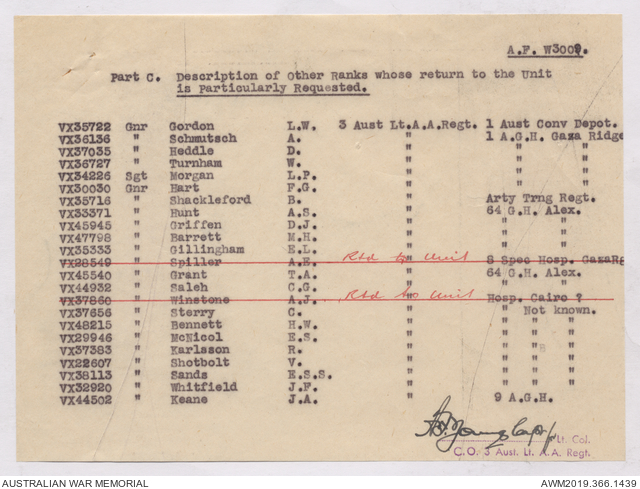 A.F. W3009.
Part C. Description of Other Ranks whose return to the Unit
is Particularly Requested.
VX35722 Gnr Gordon L.W. 3 Aust Lt.A.A.Regt. 1 Aust Conv Depot.
VX36136 " Schmutsch A. " 1 A.G.H. Gaza Ridge
VX37035 " Heddle D. " "
VX36727 " Turnham W. " "
VX34226 Sgt Morgan L.P. " "
VX30030 Gnr Hart F.G. " "
VX35716 " Shackleford B. " Arty Trng Regt.
VX33371 " Hunt A.S. " 64 G.H. Alex.
VX45945 " Griffen D.J. " "
VX47798 " Barrett M.H. " "
VX35333 " Gillingham E.L. " "
VX28549 " Spiller A.E. Rtd to Unit 8 Spec Hosp. GazaRg
VX45540 " Grant T.A. " 64 G.H. Alex.
VX44932 " Saleh C.G. " "
VX37860 " Winstone A.J. Rtd to Unit Hosp. Cairo ?
VX37656 " Sterry C. " " Not known.
VX48215 " Bennett H.W. " " " "
VX29946 " McNicol E.S. " " " "
VX37383 " Karlsson R. " " " "
VX22607 " Shotbolt V. " " " "
VX38113 " Sands E.S.S. " " " "
VX32920 " Whitfield J.F. " " " "
VX44502 " Keane J.A. " 9 A.G.H.
Lt. Col.
C.O. 3 Aust. Lt. A.A. Regt.
AUSTRALIAN WAR MEMORIAL AWM2019.366.1439